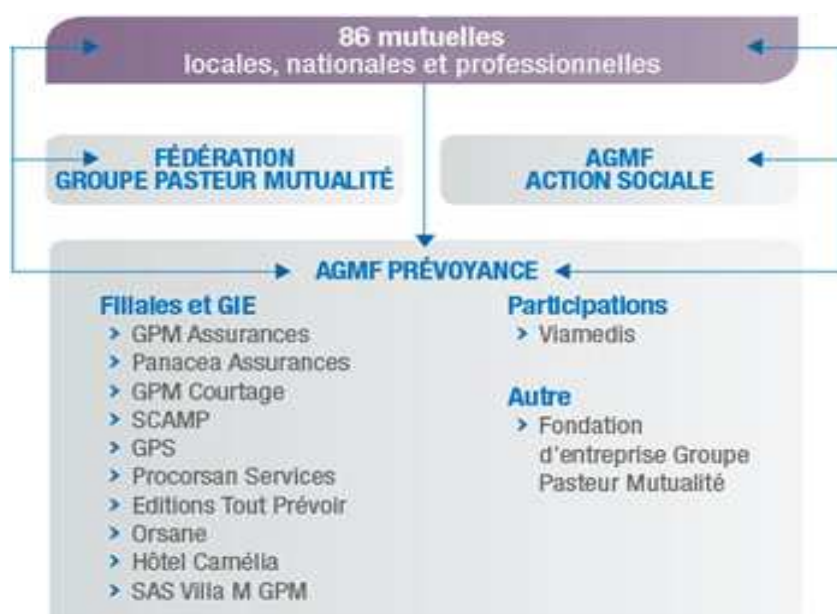 86 mutuelles
locales, nationales et professionnelles
FÉDÉRATION
GROUPE PASTEUR MUTUALITÉ
AGMF
ACTION SOCIALE
AGMF PRÉVOYANCE
Filiales et GIE
> GPM Assurances
> Panacea Assurances
> GPM Courtage
> SCAMP
> GPS
> Procorsan Services
> Editions Tout Prévoir
> Orsane
> Hôtel Camélia
> SAS Villa M GPM
Participations
> Viamedis
Autre
> Fondation
d'entreprise Groupe
Pasteur Mutualité